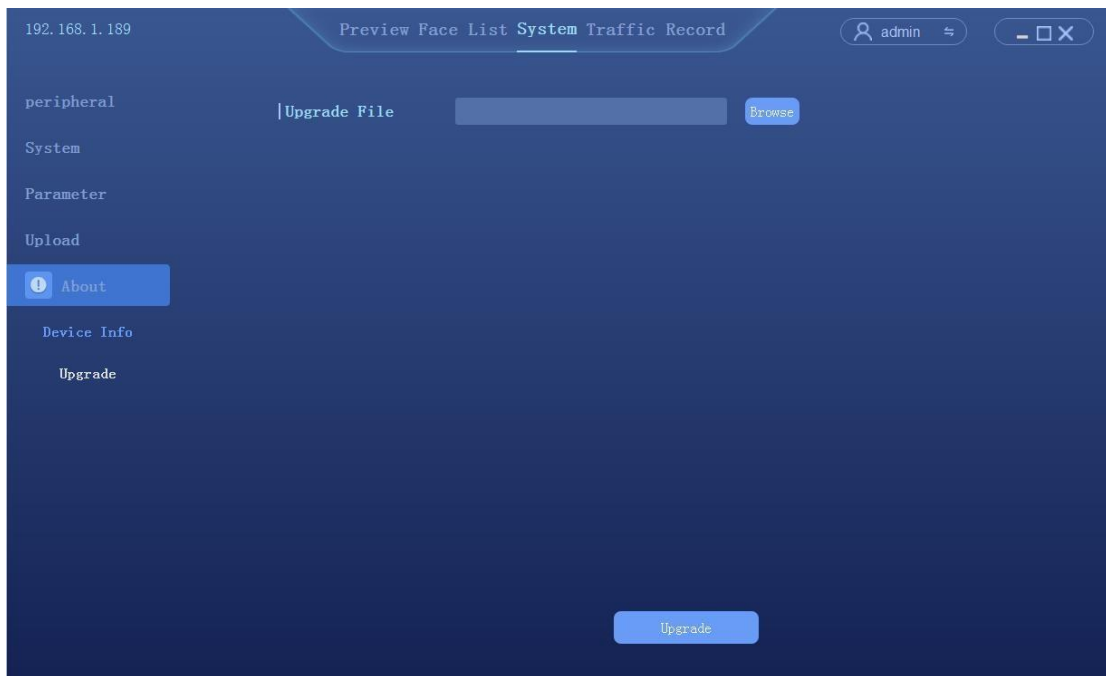 192.168.1.189
Preview Face List System Traffic Record
admin
peripheral
Upgrade File
Browse
System
Parameter
Upload
About
Device Info
Upgrade
Upgrade